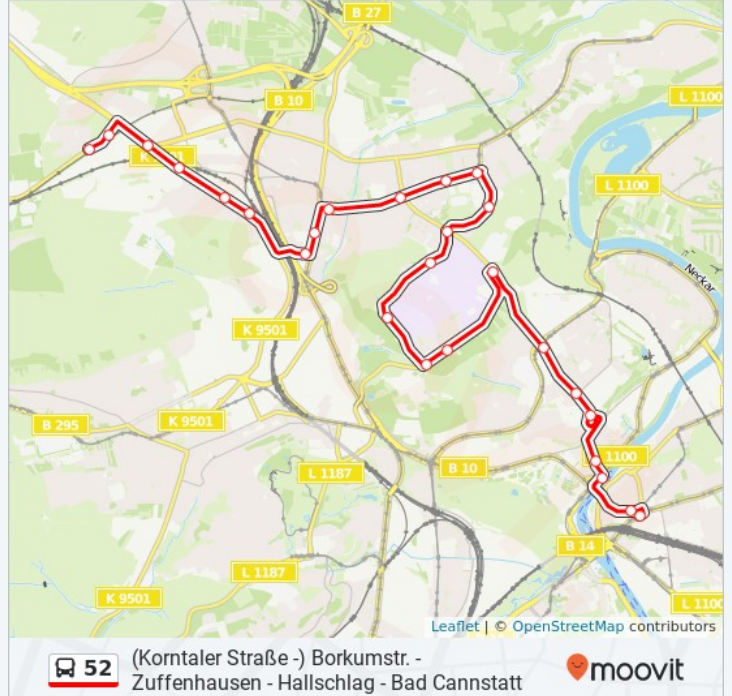 B 27
B 10
L 1100
L 1100
Neckar
K 9501
B 295
K 9501
1100
B 10
L 1187
B 14
L 1187
K 9501
L 1100
Leaflet | © OpenStreetMap contributors
52
(Korntaler Straße -) Borkumstr. -
Zuffenhausen - Hallschlag - Bad Cannstatt
moovit